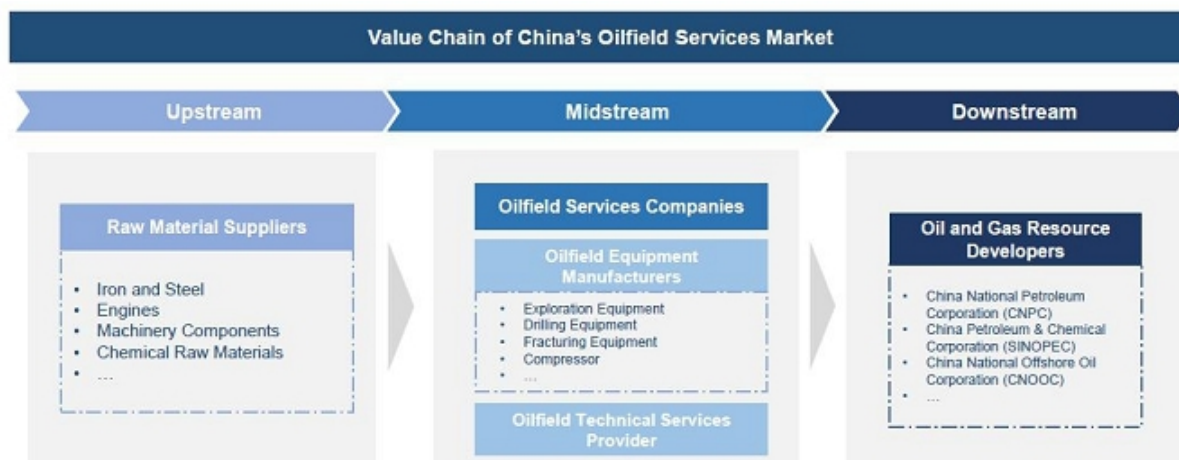 Value Chain of China's Oilfield Services Market
Upstream
Midstream
Downstream
Raw Material Suppliers
• Iron and Steel
• Engines
• Machinery Components
• Chemical Raw Materials
• ...
Oilfield Services Companies
Oilfield Equipment
Manufacturers
• Exploration Equipment
• Drilling Equipment
• Fracturing Equipment
• Compressor
• ...
Oilfield Technical Services
Provider
Oil and Gas Resource
Developers
• China National Petroleum
Corporation (CNPC)
• China Petroleum & Chemical
Corporation (SINOPEC)
• China National Offshore Oil
Corporation (CNOOC)
• ...